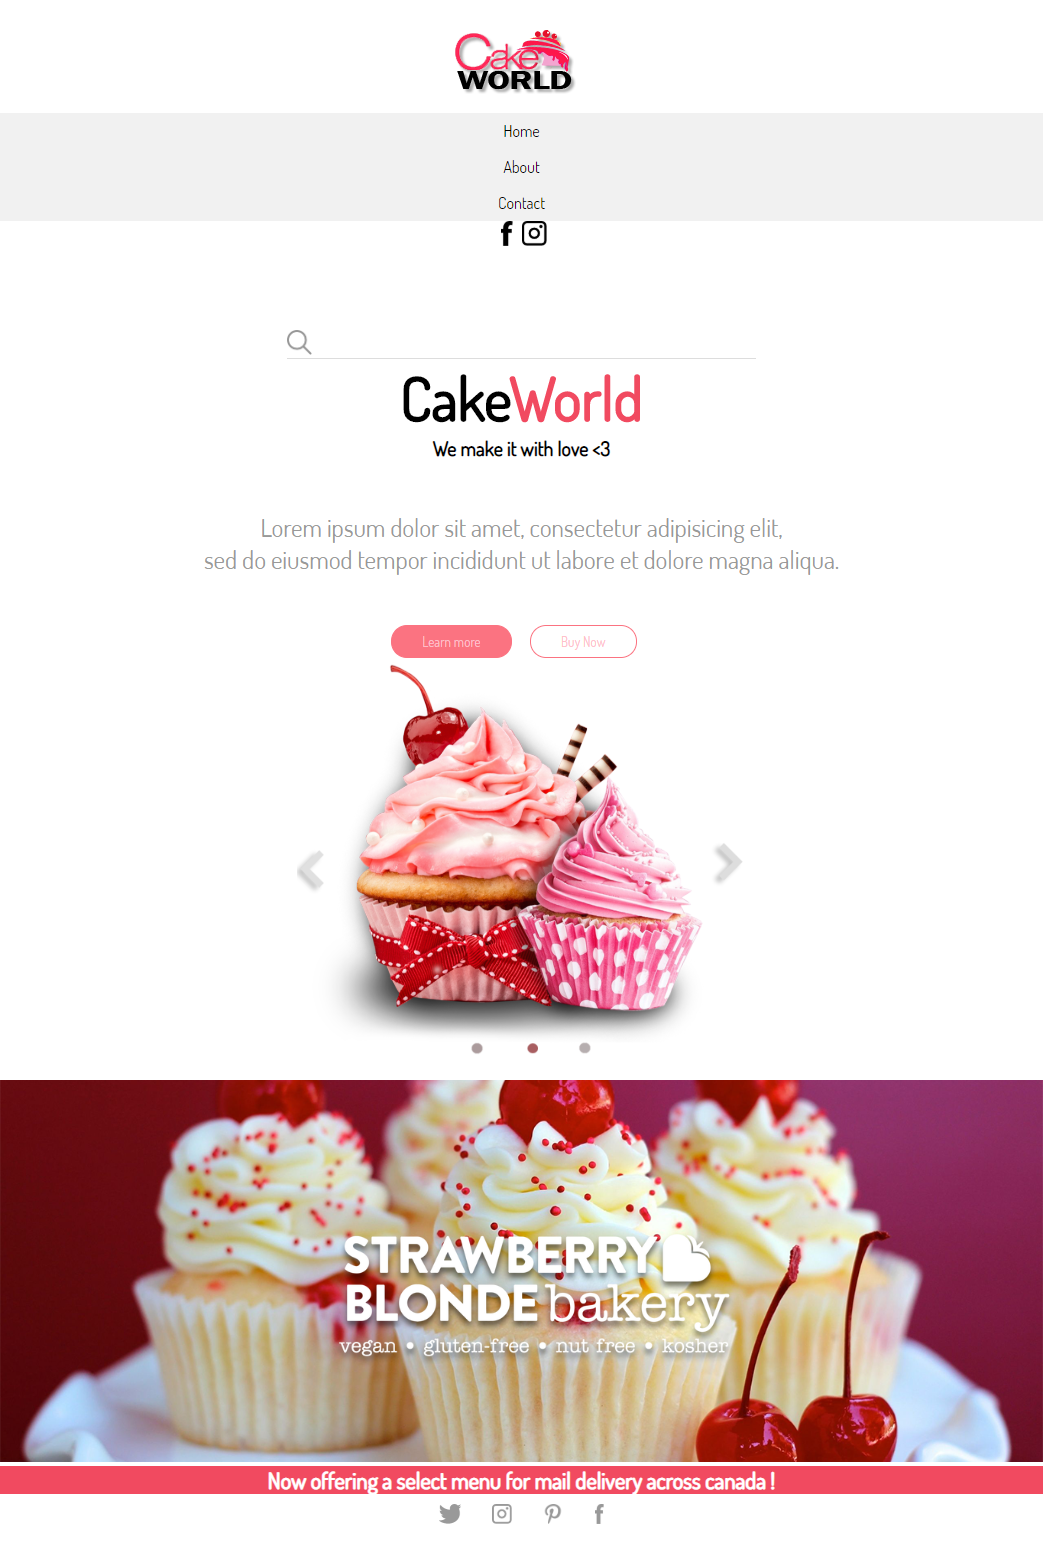 Cake
WORLD
Home
About
Contact
CakeWorld
We make it with love <3
Lorem ipsum dolor sit amet, consectetur adipisicing elit,
sed do eiusmod tempor incididunt ut labore et dolore magna aliqua.
Learn more
Buy Now
STRAWBERRY
BLONDE bakery
vegan • gluten-free • nut free • kosher
Now offering a select menu for mail delivery across canada !